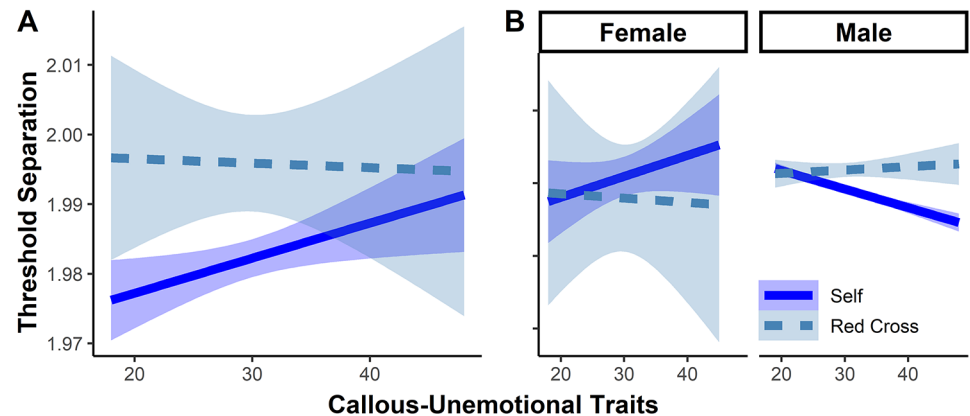 A
B
Female
Male
Threshold Separation
2.01
2.00
1.99
1.98
1.97
20
30
40
20
30
40
20
30
40
Self
Red Cross
Callous-Unemotional Traits